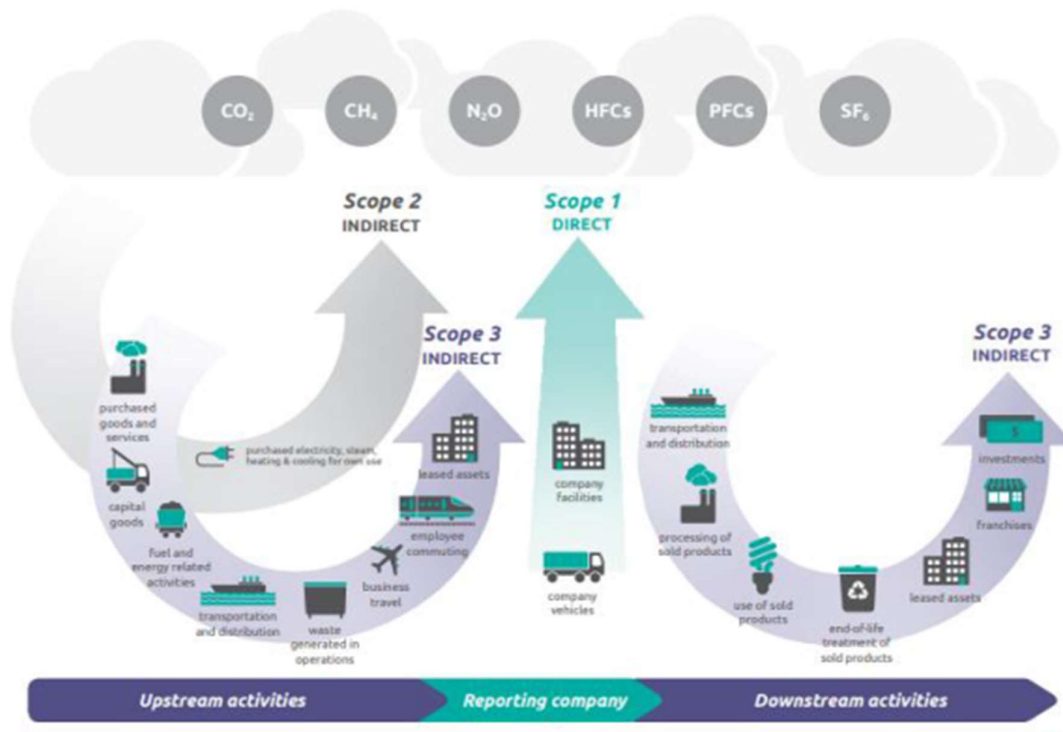 CO₂
CH₄
N₂O
HFCs
PFCs
SF₆
Scope 2
INDIRECT
Scope 1
DIRECT
Scope 3
INDIRECT
Scope 3
INDIRECT
purchased
goods and
services
capital
goods
fuel and
energy related
activities
transportation
and distribution
waste
generated in
operations
business
travel
employee
commuting
leased assets
purchased electricity, steam,
heating & cooling for own use
company
facilities
company
vehicles
transportation
and distribution
processing of
sold products
use of sold
products
end-of-life
treatment of
sold products
leased assets
franchises
$
investments
Upstream activities
Reporting company
Downstream activities